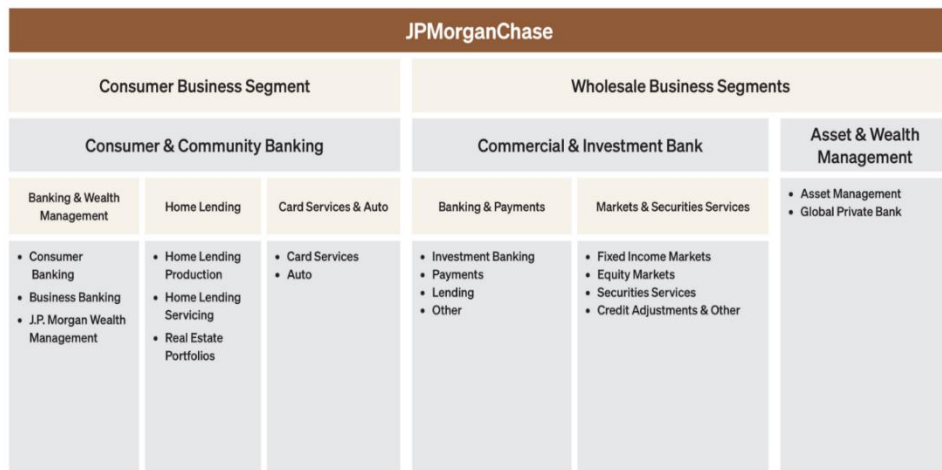 JPMorganChase
Consumer Business Segment
Wholesale Business Segments
Consumer & Community Banking
Commercial & Investment Bank
Asset & Wealth
Management
Banking & Wealth
Management
Home Lending
Card Services & Auto
Banking & Payments
Markets & Securities Services
• Consumer
Banking
• Business Banking
• J.P. Morgan Wealth
Management
• Home Lending
Production
• Home Lending
Servicing
• Real Estate
Portfolios
• Card Services
• Auto
• Investment Banking
• Payments
• Lending
• Other
• Fixed Income Markets
• Equity Markets
• Securities Services
• Credit Adjustments & Other
• Asset Management
• Global Private Bank